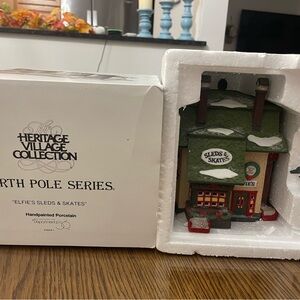 HERITAGE
VILLAGE
COLLECTION
RTH POLE SERIES.
"ELFIE'S SLEDS & SKATES"
Handpainted Porcelain
SLEDS &
SKATES